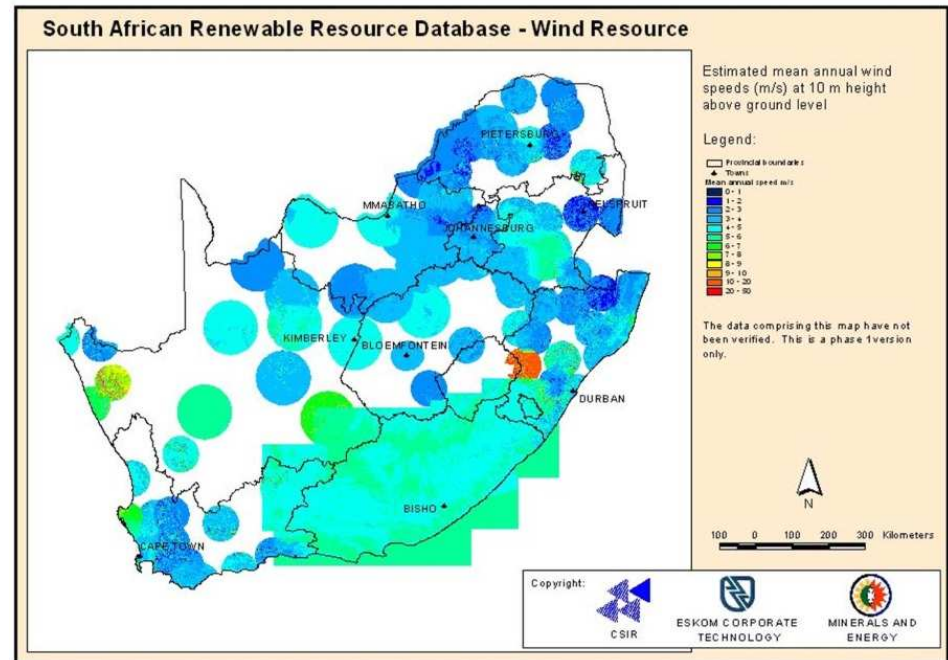 South African Renewable Resource Database - Wind Resource
Estimated mean annual wind
speeds (m/s) at 10 m height
above ground level
Legend:
Provincial boundaries
Towns
Mean annual speed m/s
0 - 1
1 - 2
2 - 3
3 - 4
4 - 5
5 - 6
6 - 7
7 - 8
8 - 9
9 - 10
10 - 20
20 - 50
The data comprising this map have not
been verified. This is a phase 1version
only.
PIETERSBURG
MMABATHO
NELSPRUIT
JOHANNESBURG
KIMBERLEY
BLOEMFONTEIN
DURBAN
BISHO
CAPE TOWN
N
100 0 100 200 300 Kilometers
Copyright:
CSIR
ESKOM CORPORATE
TECHNOLOGY
MINERALS AND
ENERGY